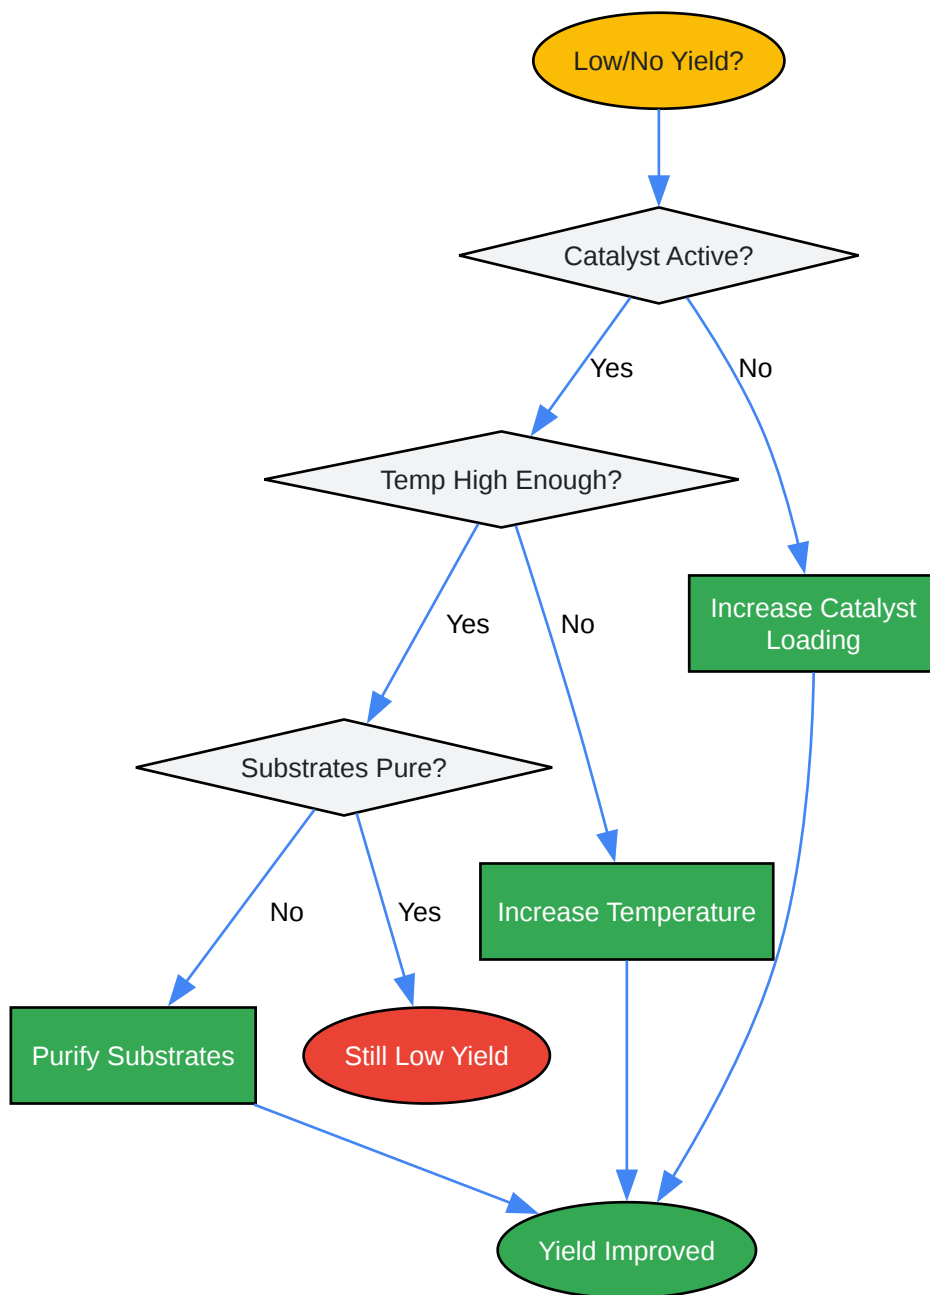 Low/No Yield?
Catalyst Active?
Yes
No
Temp High Enough?
Increase Catalyst
Loading
Yes
No
Substrates Pure?
Increase Temperature
No
Yes
Purify Substrates
Still Low Yield
Yield Improved